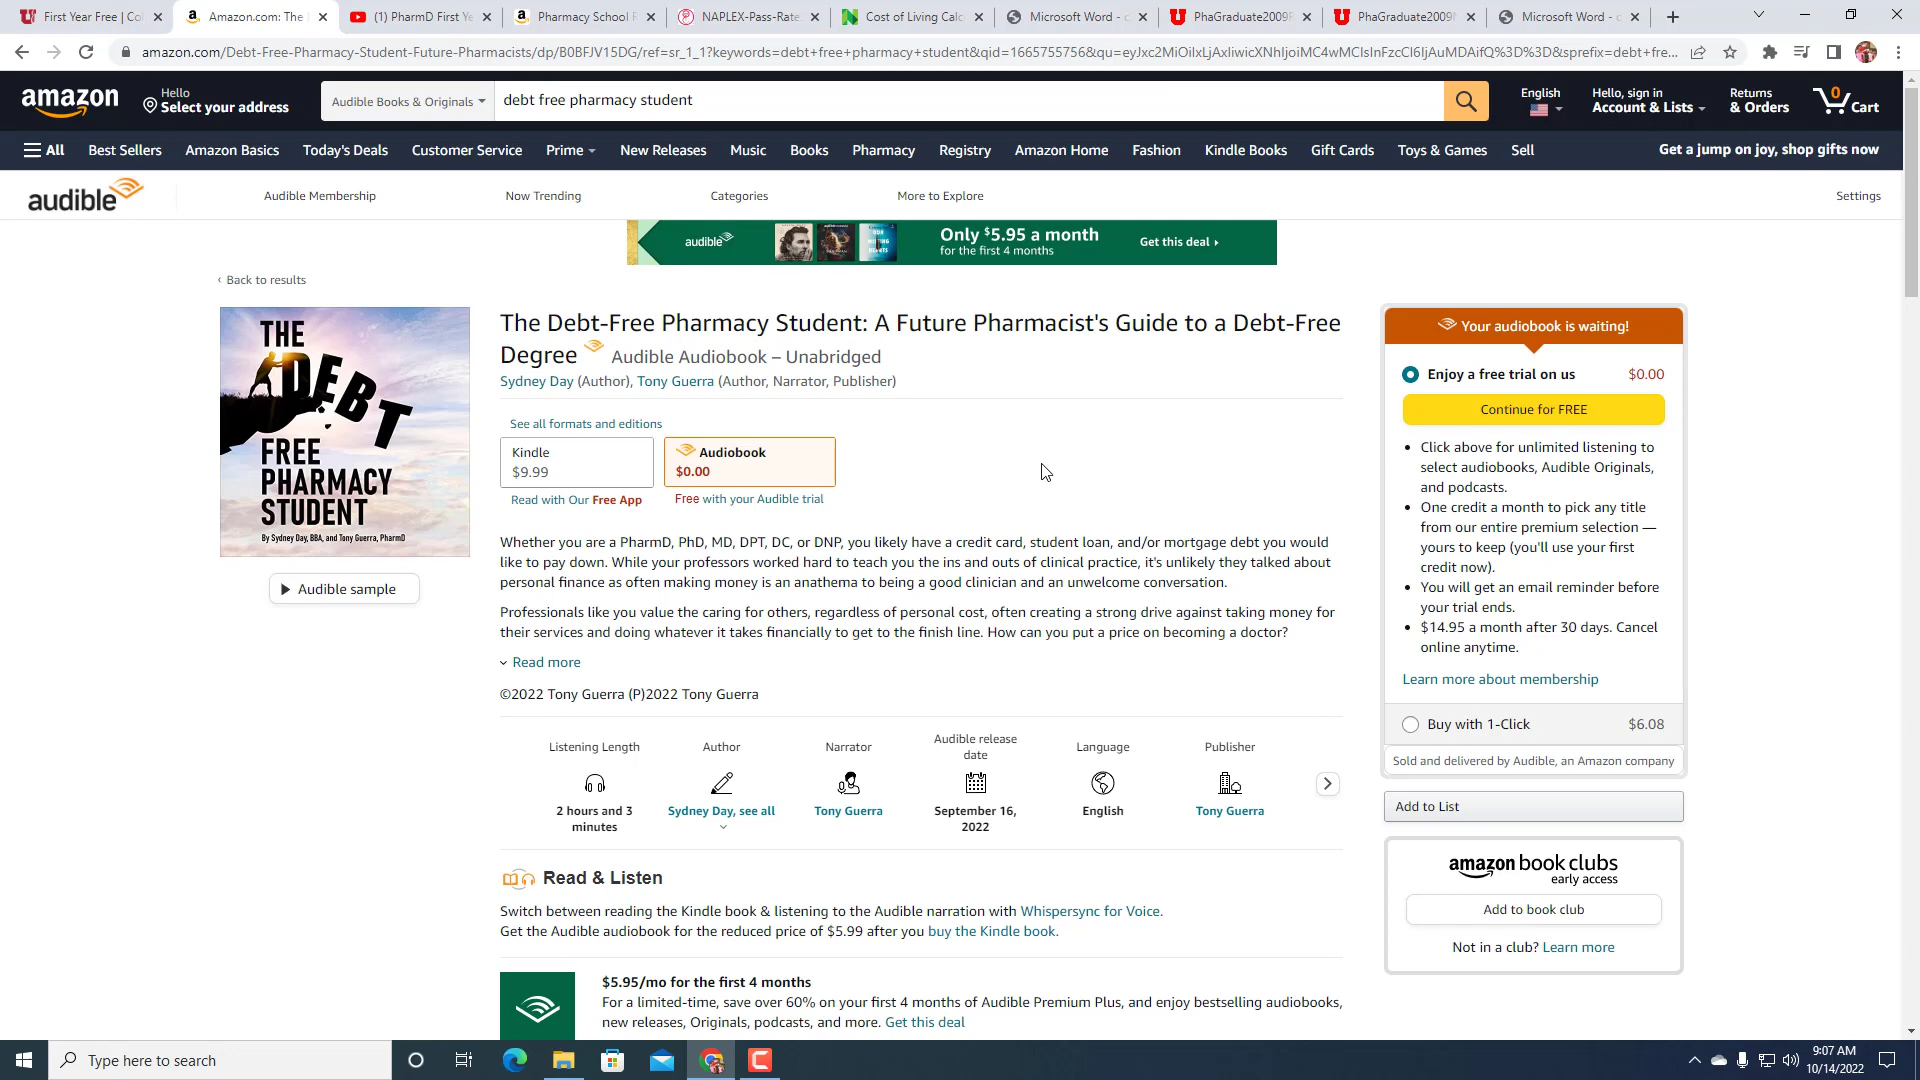 First Year Free | Co
Amazon.com: The
(1) PharmD First Ye
Pharmacy School
NAPLEX-Pass-Rate
Cost of Living Calc
Microsoft Word - c
PhaGraduate2009
PhaGraduate2009
Microsoft Word - c
amazon.com/Debt-Free-Pharmacy-Student-Future-Pharmacists/dp/B0BFJV15DG/ref=sr_1_1?keywords=debt+free+pharmacy+student&qid=1665755756&qu=eyJxc2MiOiIxLjAxIiwicXNhIjoiMC4wMCIsInFzcCI6IjAuMDAifQ%3D%3D&sprefix=debt+fre...
amazon
Hello
Select your address
Audible Books & Originals
debt free pharmacy student
English
Hello, sign in
Account & Lists
Returns
& Orders
0
Cart
All
Best Sellers
Amazon Basics
Today's Deals
Customer Service
Prime
New Releases
Music
Books
Pharmacy
Registry
Amazon Home
Fashion
Kindle Books
Gift Cards
Toys & Games
Sell
Get a jump on joy, shop gifts now
audible
Audible Membership
Now Trending
Categories
More to Explore
Settings
audible
Only $5.95 a month
for the first 4 months
Get this deal
‹ Back to results
THE
DEBT
FREE
PHARMACY
STUDENT
By Sydney Day, BBA, and Tony Guerra, PharmD
Audible sample
The Debt-Free Pharmacy Student: A Future Pharmacist's Guide to a Debt-Free
Degree Audible Audiobook – Unabridged
Sydney Day (Author), Tony Guerra (Author, Narrator, Publisher)
See all formats and editions
Kindle
$9.99
Read with Our Free App
Audiobook
$0.00
Free with your Audible trial
Whether you are a PharmD, PhD, MD, DPT, DC, or DNP, you likely have a credit card, student loan, and/or mortgage debt you would
like to pay down. While your professors worked hard to teach you the ins and outs of clinical practice, it's unlikely they talked about
personal finance as often making money is an anathema to being a good clinician and an unwelcome conversation.
Professionals like you value the caring for others, regardless of personal cost, often creating a strong drive against taking money for
their services and doing whatever it takes financially to get to the finish line. How can you put a price on becoming a doctor?
Read more
©2022 Tony Guerra (P)2022 Tony Guerra
Listening Length
2 hours and 3
minutes
Author
Sydney Day, see all
Narrator
Tony Guerra
Audible release
date
September 16,
2022
Language
English
Publisher
Tony Guerra
Read & Listen
Switch between reading the Kindle book & listening to the Audible narration with Whispersync for Voice.
Get the Audible audiobook for the reduced price of $5.99 after you buy the Kindle book.
$5.95/mo for the first 4 months
For a limited-time, save over 60% on your first 4 months of Audible Premium Plus, and enjoy bestselling audiobooks,
new releases, Originals, podcasts, and more. Get this deal
Your audiobook is waiting!
Enjoy a free trial on us
$0.00
Continue for FREE
• Click above for unlimited listening to
select audiobooks, Audible Originals,
and podcasts.
• One credit a month to pick any title
from our entire premium selection —
yours to keep (you'll use your first
credit now).
• You will get an email reminder before
your trial ends.
• $14.95 a month after 30 days. Cancel
online anytime.
Learn more about membership
Buy with 1-Click
$6.08
Sold and delivered by Audible, an Amazon company
Add to List
amazon book clubs
early access
Add to book club
Not in a club? Learn more
Type here to search
9:07 AM
10/14/2022